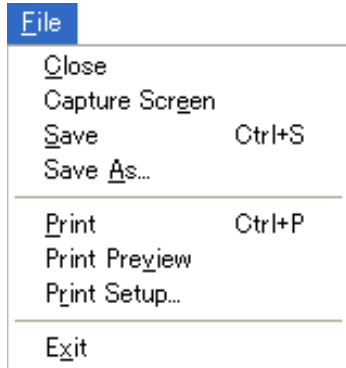 File
Close
Capture Screen
Save Ctrl+S
Save As...
Print Ctrl+P
Print Preview
Print Setup...
Exit